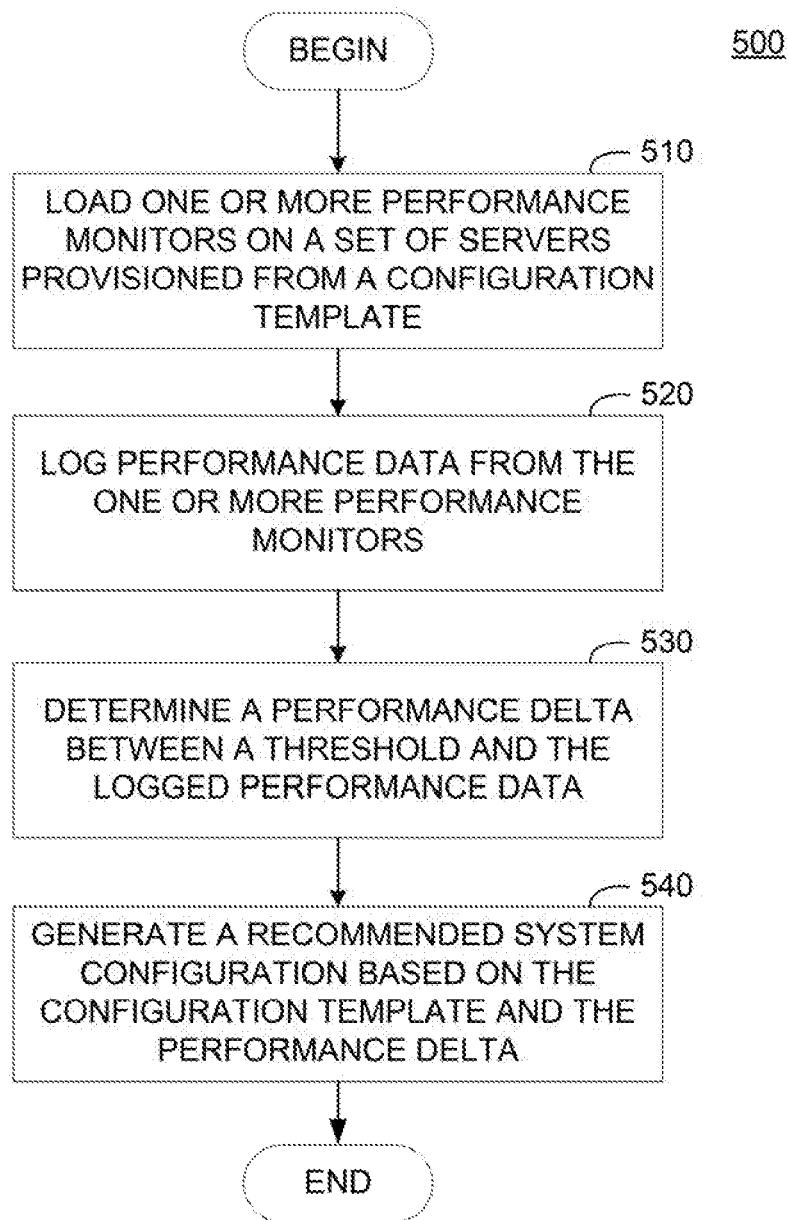 BEGIN
500
510
LOAD ONE OR MORE PERFORMANCE
MONITORS ON A SET OF SERVERS
PROVISIONED FROM A CONFIGURATION
TEMPLATE
520
LOG PERFORMANCE DATA FROM THE
ONE OR MORE PERFORMANCE
MONITORS
530
DETERMINE A PERFORMANCE DELTA
BETWEEN A THRESHOLD AND THE
LOGGED PERFORMANCE DATA
540
GENERATE A RECOMMENDED SYSTEM
CONFIGURATION BASED ON THE
CONFIGURATION TEMPLATE AND THE
PERFORMANCE DELTA
END